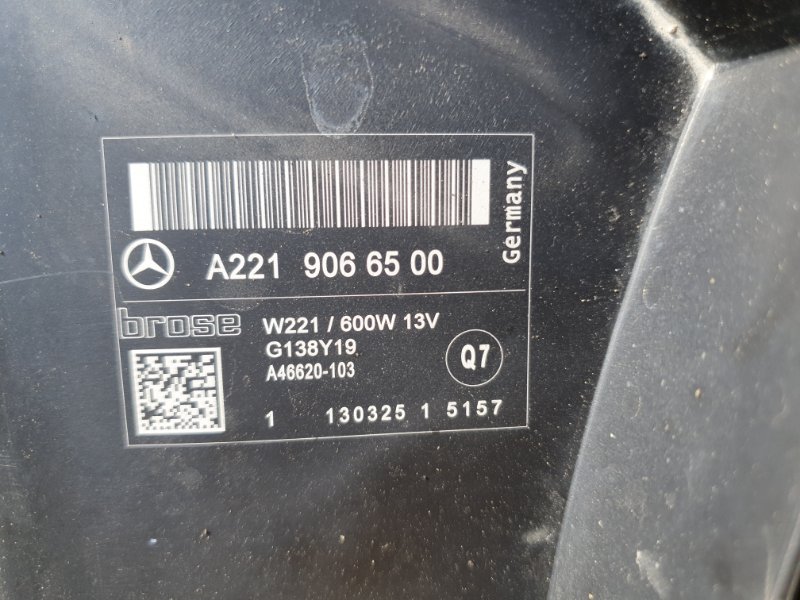 Germany
A221 906 65 00
brose
W221 / 600W 13V
G138Y19
A46620-103
Q7
1 130325 1 5157